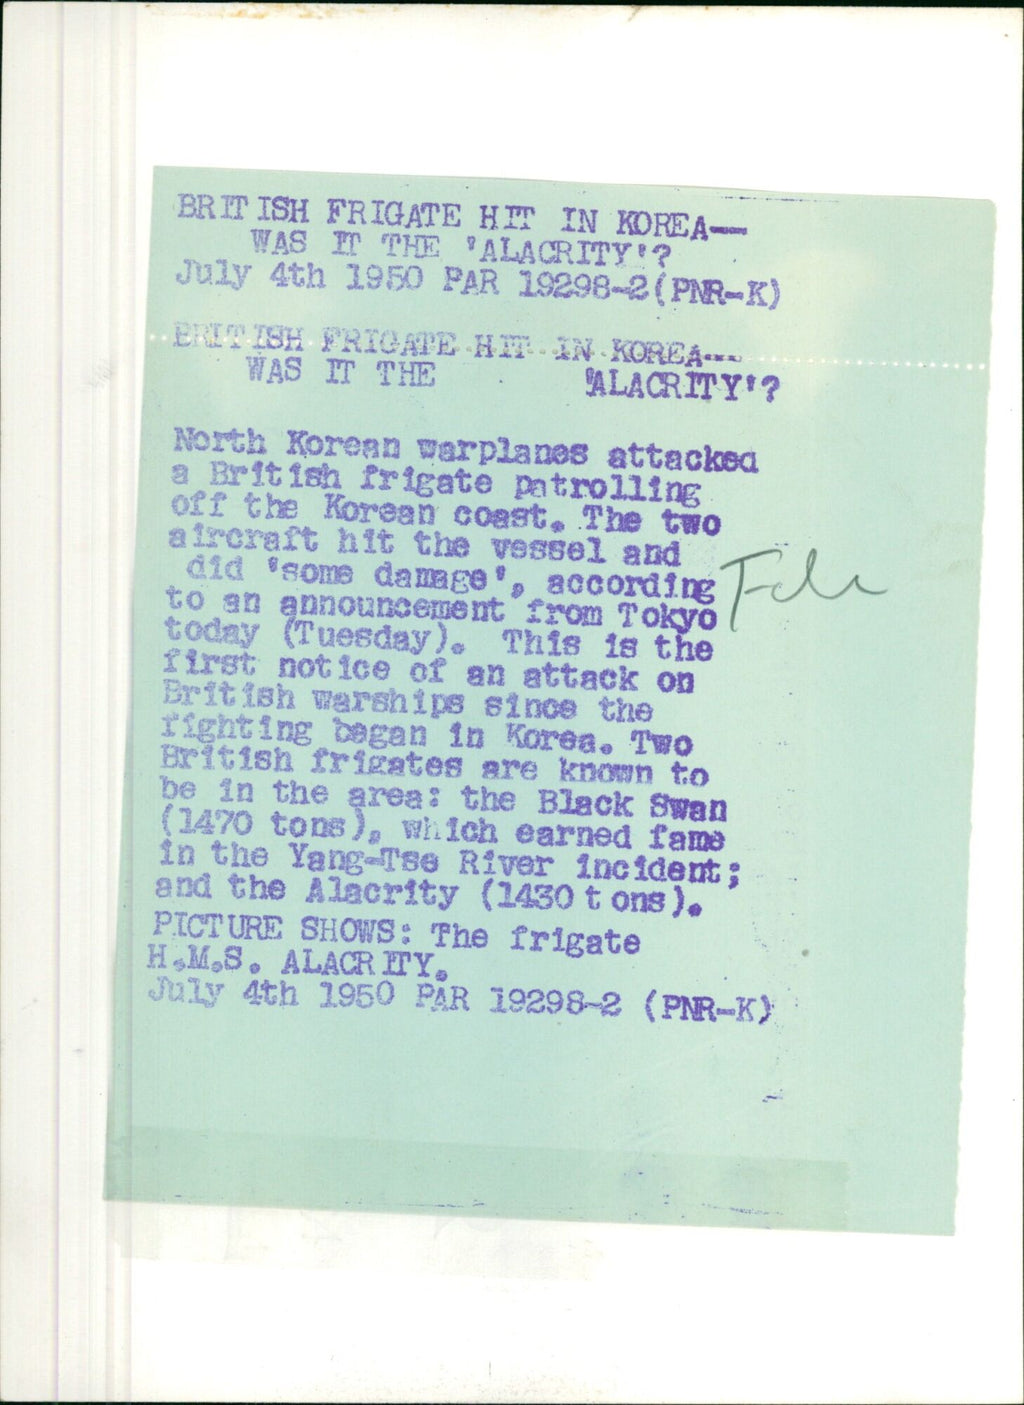 BRITISH FRIGATE HIT IN KOREA--
WAS IT THE 'ALACRITY'?
July 4th 1950 PAR 19298-2(PNR-K)
BRITISH FRIGATE HIT IN KOREA---
WAS IT THE 'ALACRITY'?
North Korean warplanes attacked
a British frigate patrolling
off the Korean coast. The two
aircraft hit the vessel and
did 'some damage', according
to an announcement from Tokyo
today (Tuesday). This is the
first notice of an attack on
British warships since the
fighting began in Korea. Two
British frigates are known to
be in the area: the Black Swan
(1470 tons), which earned fame
in the Yang-Tse River incident;
and the Alacrity (1430 tons).
PICTURE SHOWS: The frigate
H.M.S. ALACRITY.
July 4th 1950 PAR 19298-2 (PNR-K)